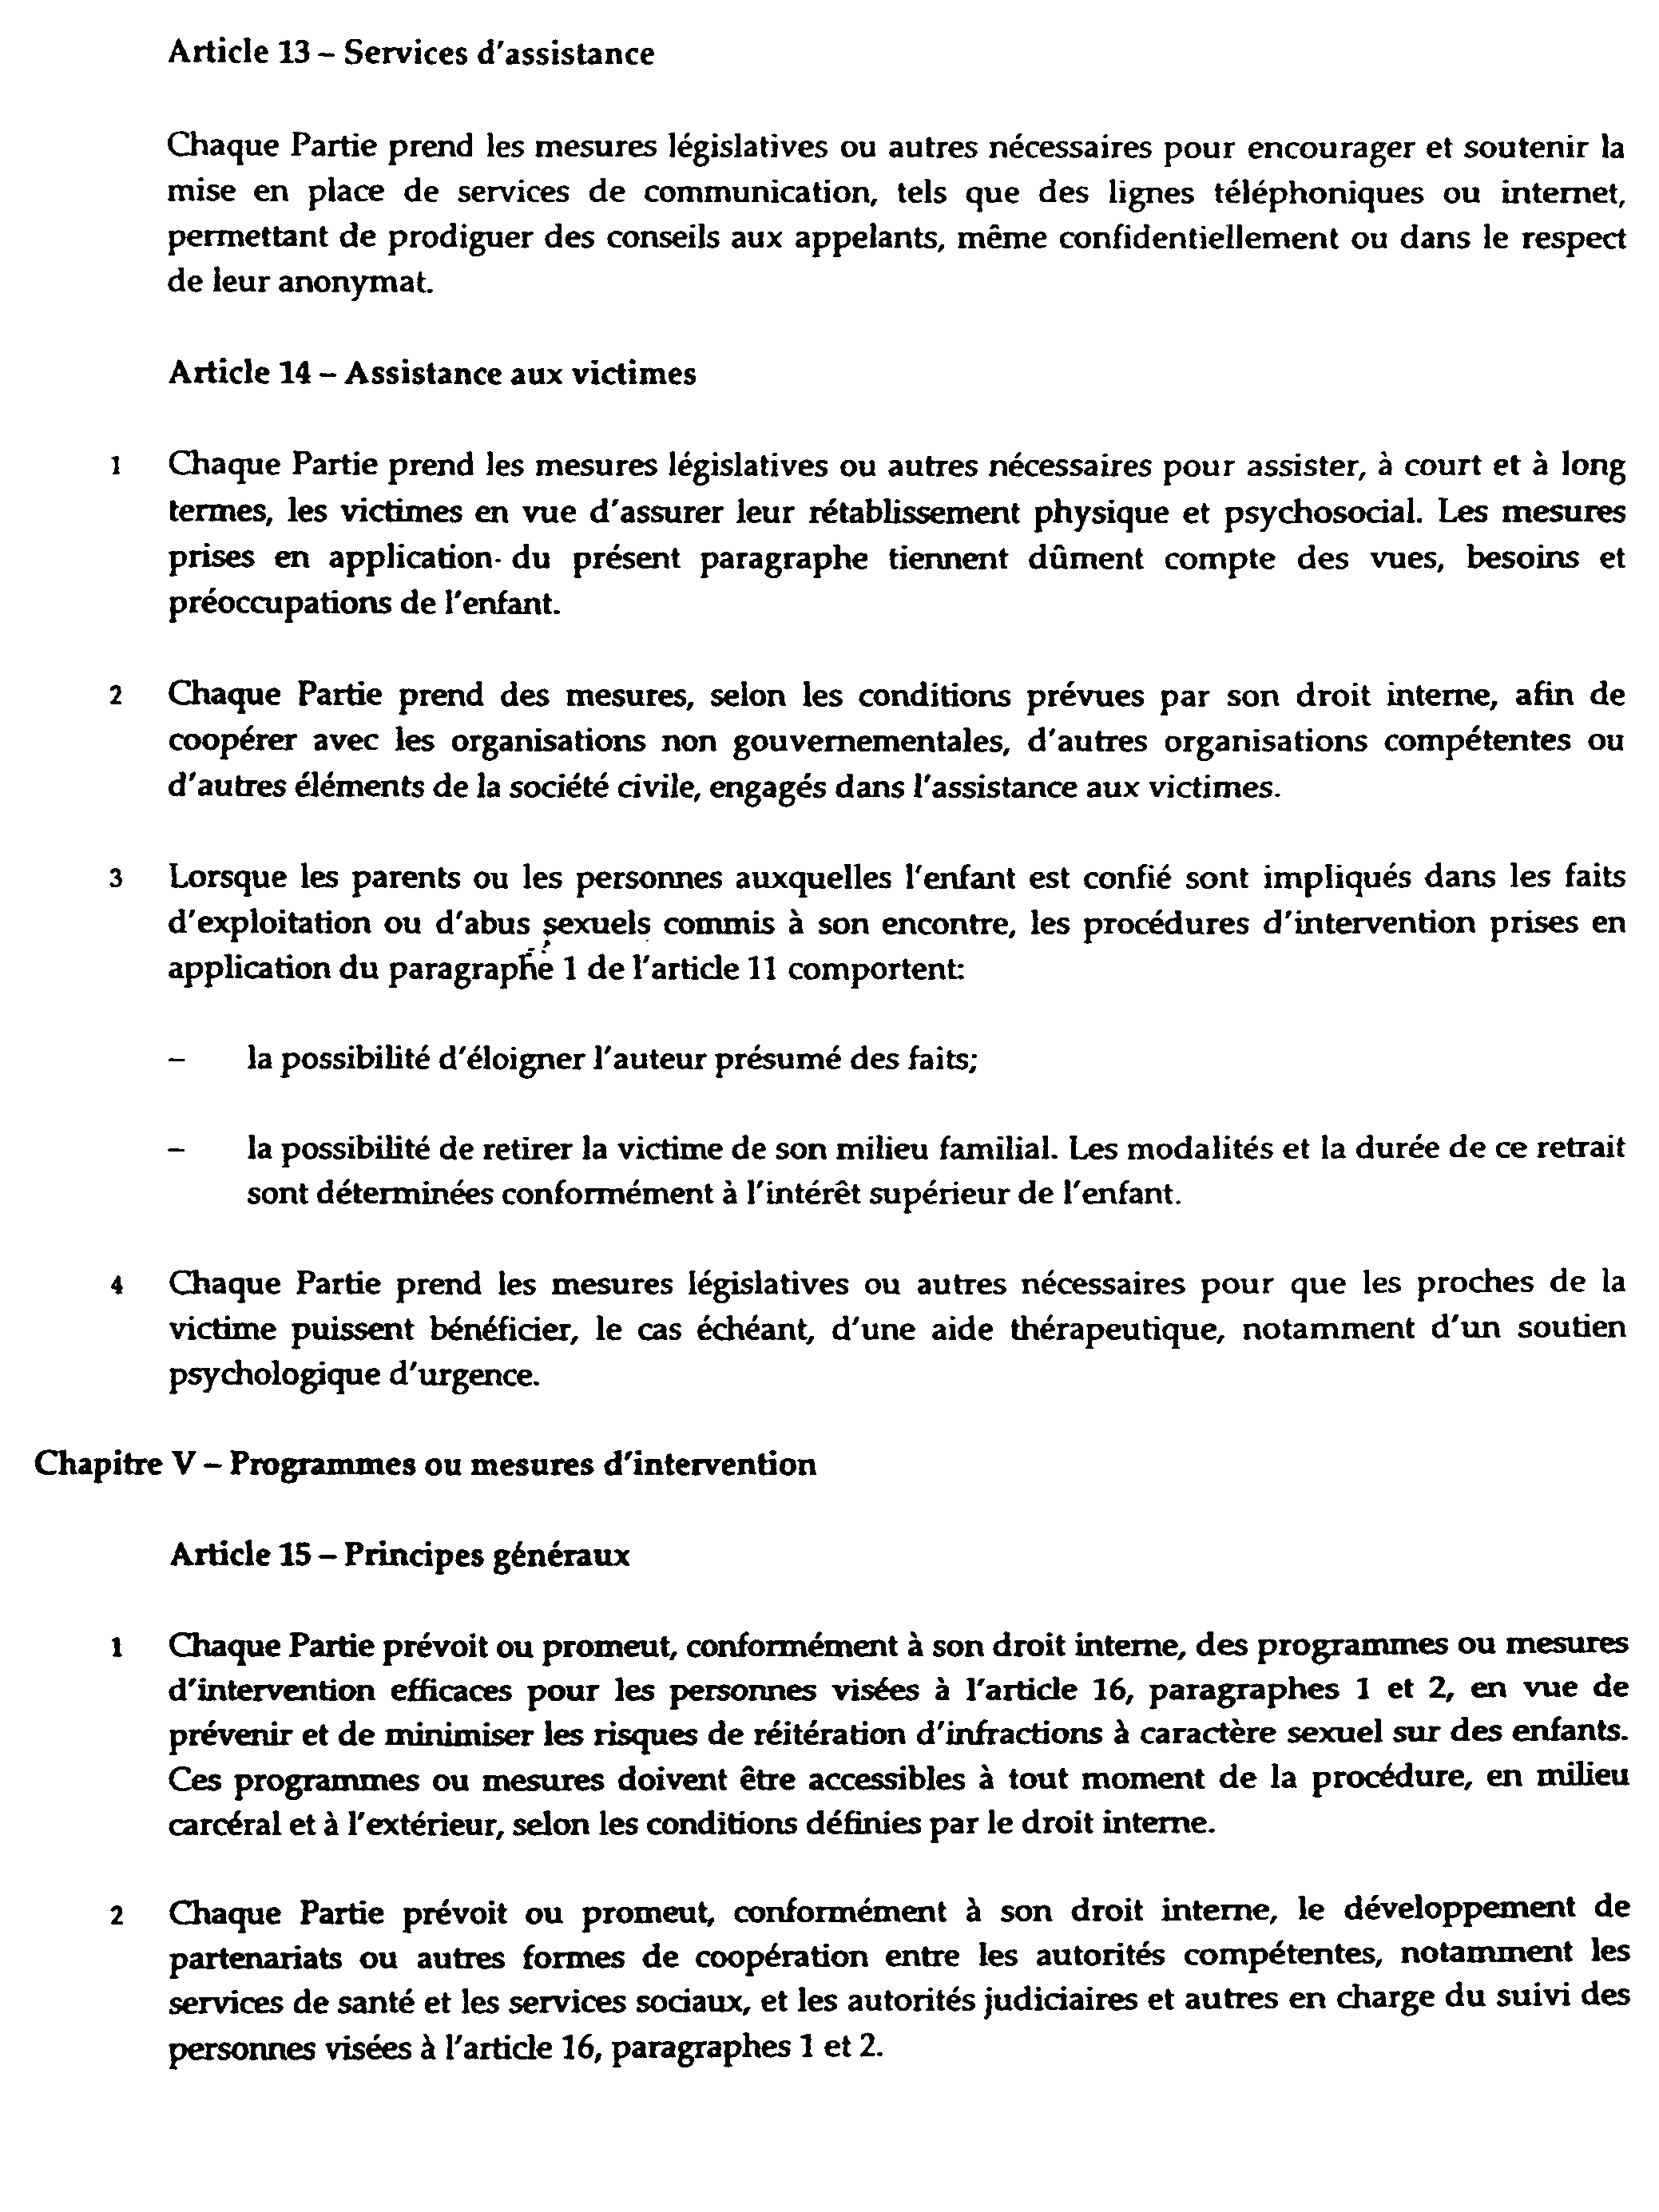 Article 13 – Services d'assistance
Chaque Partie prend les mesures législatives ou autres nécessaires pour encourager et soutenir la
mise en place de services de communication, tels que des lignes téléphoniques ou internet,
permettant de prodiguer des conseils aux appelants, même confidentiellement ou dans le respect
de leur anonymat.
Article 14 – Assistance aux victimes
1 Chaque Partie prend les mesures législatives ou autres nécessaires pour assister, à court et à long
termes, les victimes en vue d'assurer leur rétablissement physique et psychosocial. Les mesures
prises en application du présent paragraphe tiennent dûment compte des vues, besoins et
préoccupations de l'enfant.
2 Chaque Partie prend des mesures, selon les conditions prévues par son droit interne, afin de
coopérer avec les organisations non gouvernementales, d'autres organisations compétentes ou
d'autres éléments de la société civile, engagés dans l'assistance aux victimes.
3 Lorsque les parents ou les personnes auxquelles l'enfant est confié sont impliqués dans les faits
d'exploitation ou d'abus sexuels commis à son encontre, les procédures d'intervention prises en
application du paragraphe 1 de l'article 11 comportent:
– la possibilité d'éloigner l'auteur présumé des faits;
– la possibilité de retirer la victime de son milieu familial. Les modalités et la durée de ce retrait
sont déterminées conformément à l'intérêt supérieur de l'enfant.
4 Chaque Partie prend les mesures législatives ou autres nécessaires pour que les proches de la
victime puissent bénéficier, le cas échéant, d'une aide thérapeutique, notamment d'un soutien
psychologique d'urgence.
Chapitre V – Programmes ou mesures d'intervention
Article 15 – Principes généraux
1 Chaque Partie prévoit ou promeut, conformément à son droit interne, des programmes ou mesures
d'intervention efficaces pour les personnes visées à l'article 16, paragraphes 1 et 2, en vue de
prévenir et de minimiser les risques de réitération d'infractions à caractère sexuel sur des enfants.
Ces programmes ou mesures doivent être accessibles à tout moment de la procédure, en milieu
carcéral et à l'extérieur, selon les conditions définies par le droit interne.
2 Chaque Partie prévoit ou promeut, conformément à son droit interne, le développement de
partenariats ou autres formes de coopération entre les autorités compétentes, notamment les
services de santé et les services sociaux, et les autorités judiciaires et autres en charge du suivi des
personnes visées à l'article 16, paragraphes 1 et 2.